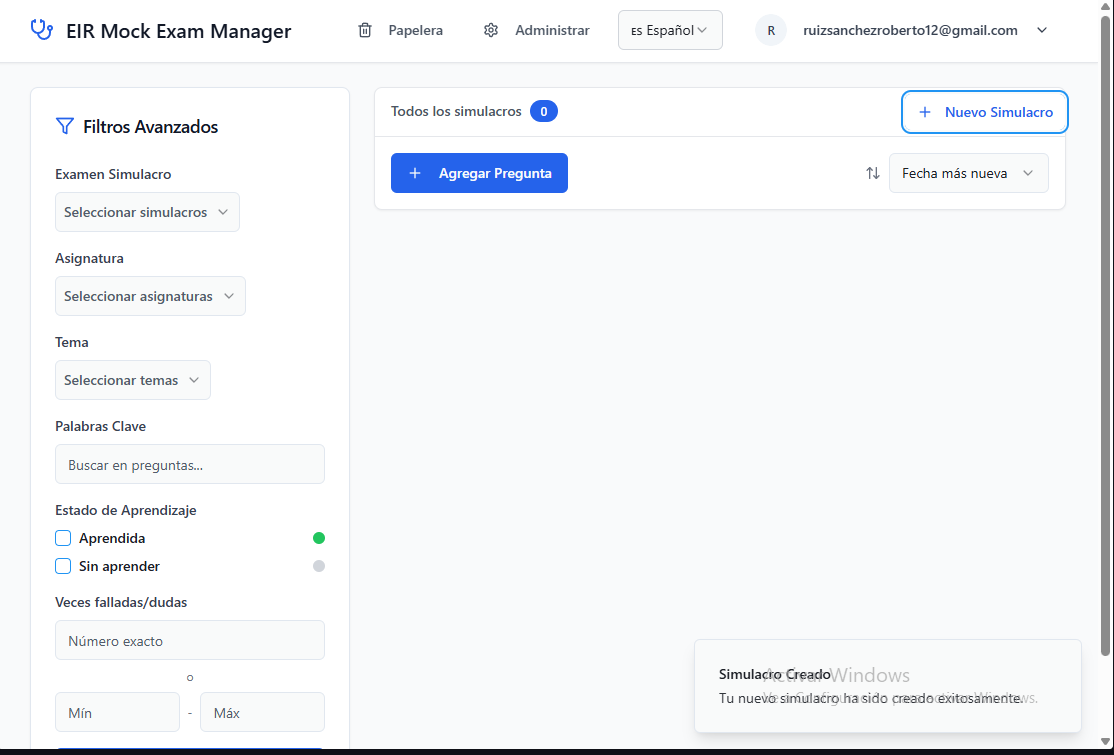 EIR Mock Exam Manager
Papelera
Administrar
ES Español
R
ruizsanchezroberto12@gmail.com
Filtros Avanzados
Examen Simulacro
Seleccionar simulacros
Asignatura
Seleccionar asignaturas
Tema
Seleccionar temas
Palabras Clave
Buscar en preguntas...
Estado de Aprendizaje
Aprendida
Sin aprender
Veces falladas/dudas
Número exacto
o
Mín
-
Máx
Todos los simulacros 0
+ Nuevo Simulacro
+ Agregar Pregunta
Fecha más nueva
Simulacro Creado
Tu nuevo simulacro ha sido creado exitosamente.
Activar Windows
Ve a Configuración para activar Windows.